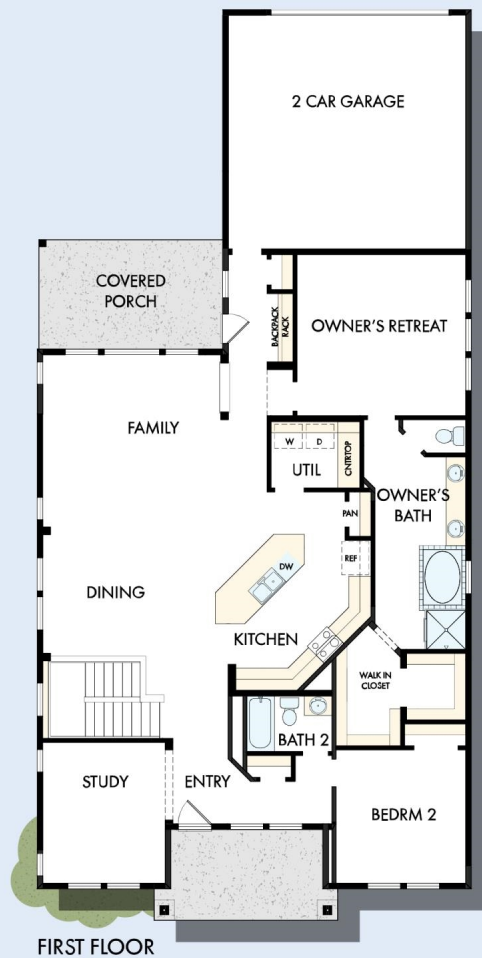 2 CAR GARAGE
COVERED
PORCH
BACKPACK
RACK
OWNER'S RETREAT
FAMILY
W
D
UTIL
CNTRTOP
OWNER'S
BATH
PAN
REF
DW
DINING
KITCHEN
WALK IN
CLOSET
BATH 2
STUDY
ENTRY
BEDRM 2
FIRST FLOOR